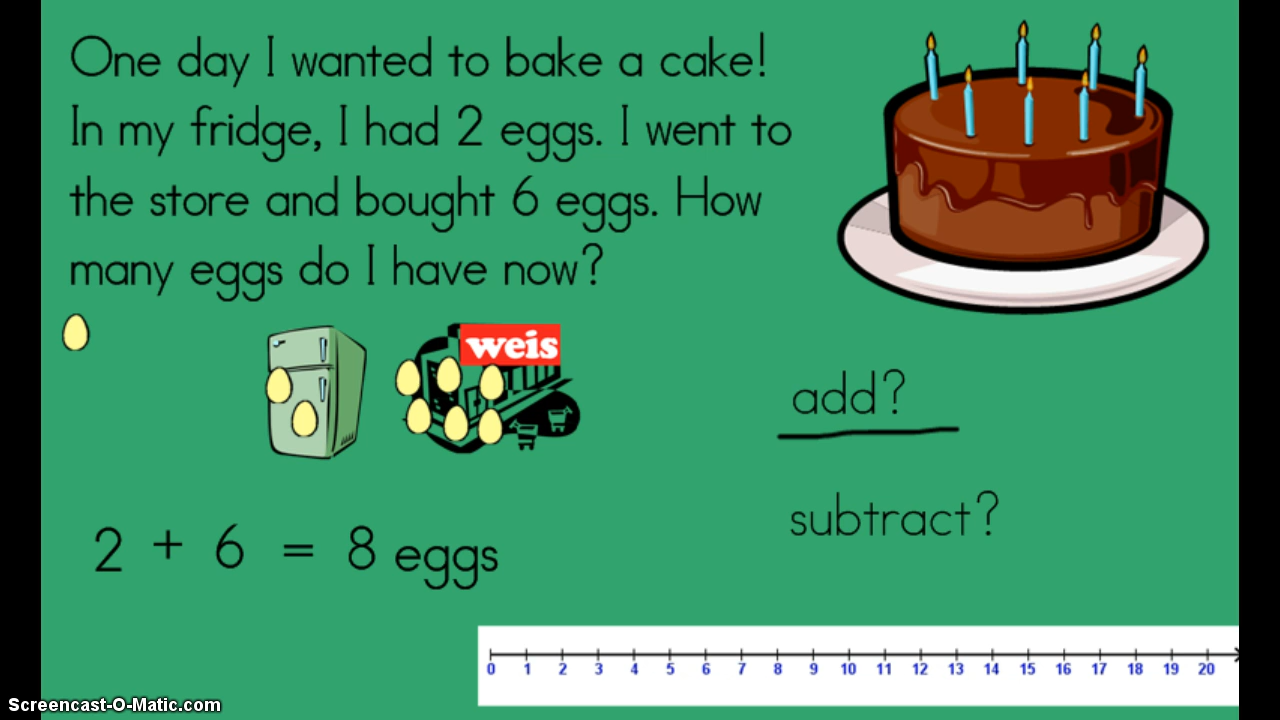 One day I wanted to bake a cake!
In my fridge, I had 2 eggs. I went to
the store and bought 6 eggs. How
many eggs do I have now?
weis
add?
subtract?
2 + 6 = 8 eggs
0 1 2 3 4 5 6 7 8 9 10 11 12 13 14 15 16 17 18 19 20
Screencast-O-Matic.com